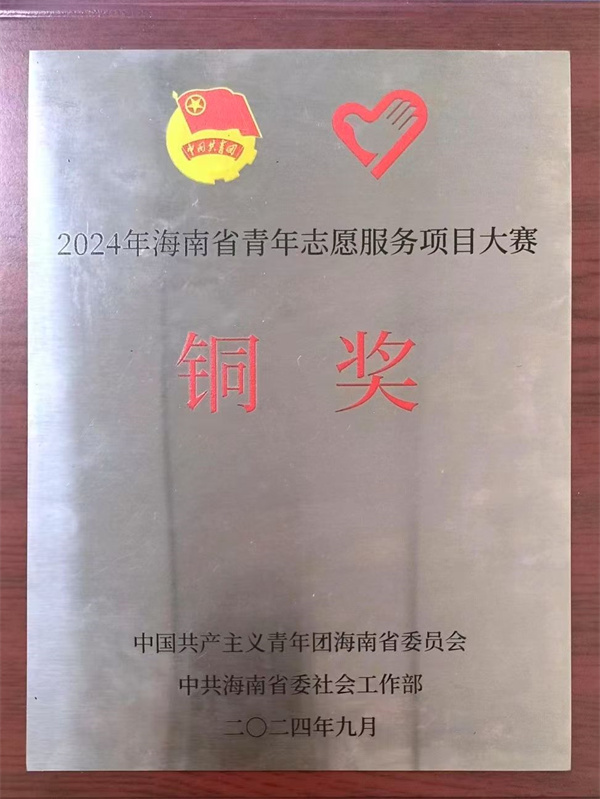 中国共青团
2024年海南省青年志愿服务项目大赛
铜 奖
中国共产主义青年团海南省委员会
中共海南省委社会工作部
二〇二四年九月